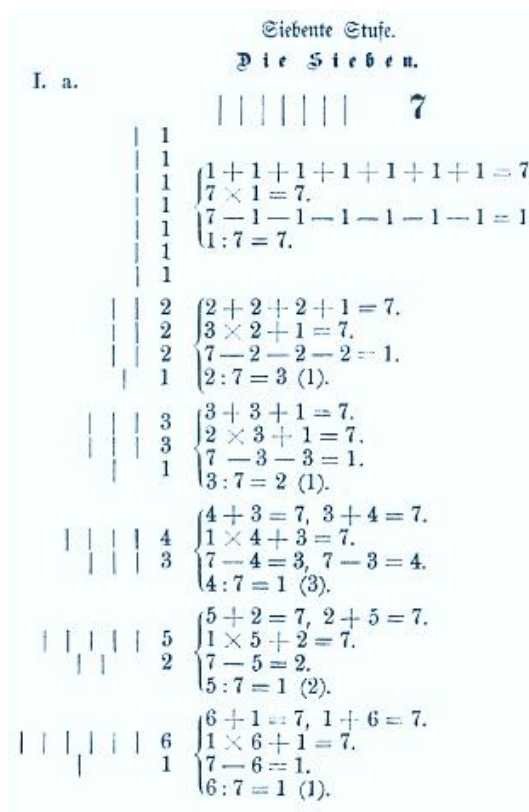 Siebente Stufe.
Die Sieben.
I. a.
| | | | | | | 7
| 1
| 1
| 1
| 1
| 1
| 1
| 1
1 + 1 + 1 + 1 + 1 + 1 + 1 = 7
7 × 1 = 7.
7 — 1 — 1 — 1 — 1 — 1 — 1 = 1
1 : 7 = 7.
| | 2
| | 2
| | 2
| 1
2 + 2 + 2 + 1 = 7.
3 × 2 + 1 = 7.
7 — 2 — 2 — 2 = 1.
2 : 7 = 3 (1).
| | | 3
| | | 3
| 1
3 + 3 + 1 = 7.
2 × 3 + 1 = 7.
7 — 3 — 3 = 1.
3 : 7 = 2 (1).
| | | | 4
| | | 3
4 + 3 = 7, 3 + 4 = 7.
1 × 4 + 3 = 7.
7 — 4 = 3, 7 — 3 = 4.
4 : 7 = 1 (3).
| | | | | 5
| | 2
5 + 2 = 7, 2 + 5 = 7.
1 × 5 + 2 = 7.
7 — 5 = 2.
5 : 7 = 1 (2).
| | | | | | 6
| 1
6 + 1 = 7, 1 + 6 = 7.
1 × 6 + 1 = 7.
7 — 6 = 1.
6 : 7 = 1 (1).